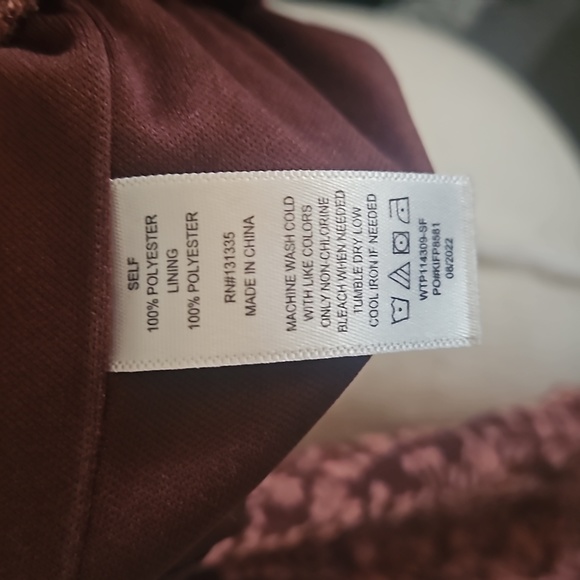 SELF
100% POLYESTER
LINING
100% POLYESTER
RN#131335
MADE IN CHINA
MACHINE WASH COLD
WITH LIKE COLORS
ONLY NON-CHLORINE
BLEACH WHEN NEEDED
TUMBLE DRY LOW
COOL IRON IF NEEDED
WTP114309-SF
PO#KIFP8581
08/2022